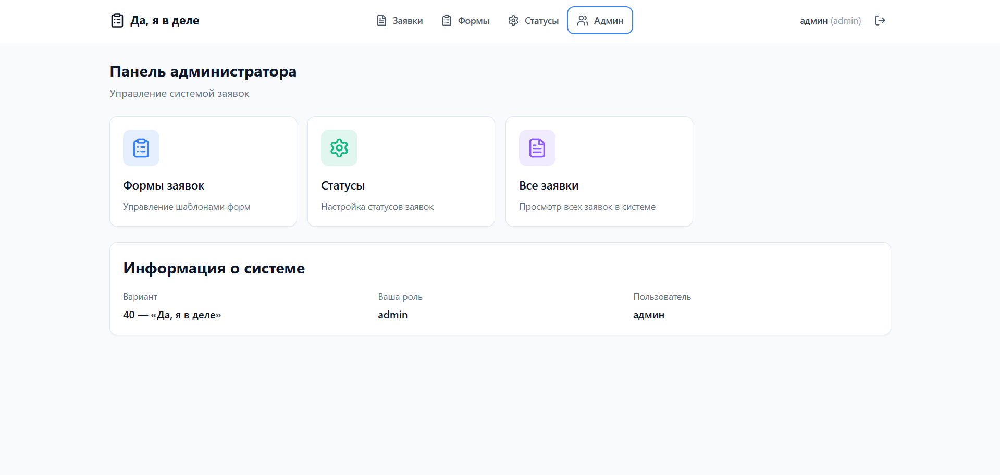 Да, я в деле
Заявки
Формы
Статусы
Админ
админ (admin)
Панель администратора
Управление системой заявок
Формы заявок
Управление шаблонами форм
Статусы
Настройка статусов заявок
Все заявки
Просмотр всех заявок в системе
Информация о системе
Вариант
40 — «Да, я в деле»
Ваша роль
admin
Пользователь
админ